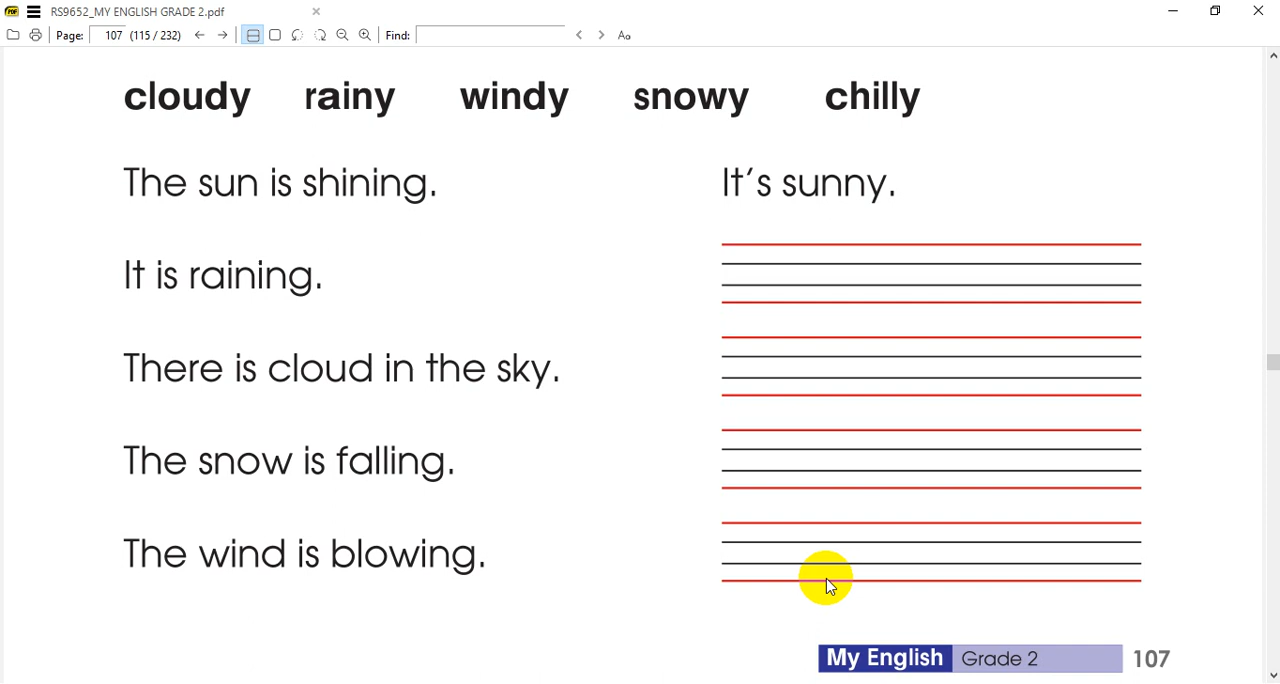 RS9652_MY ENGLISH GRADE 2.pdf
Page: 107 (115 / 232) Find:
cloudy rainy windy snowy chilly
The sun is shining. It's sunny.
It is raining.
There is cloud in the sky.
The snow is falling.
The wind is blowing.
My English Grade 2 107